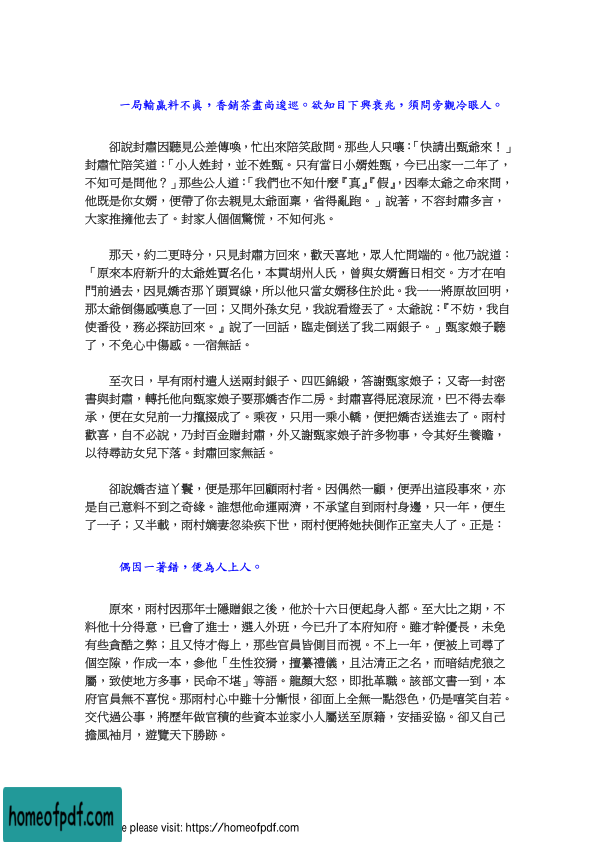 一局輸贏料不真，香銷茶盡尚逡巡。欲知目下興衰兆，須問旁觀冷眼人。
卻說封肅因聽見公差傳喚，忙出來陪笑啟問。那些人只嚷：「快請出甄爺來！」
封肅忙陪笑道：「小人姓封，並不姓甄。只有當日小婿姓甄，今已出家一二年了，
不知可是問他？」那些公人道：「我們也不知什麼『真』『假』，因奉太爺之命來問，
他既是你女婿，便帶了你去親見太爺面稟，省得亂跑。」說著，不容封肅多言，
大家推擁他去了。封家人個個驚慌，不知何兆。
那天，約二更時分，只見封肅方回來，歡天喜地，眾人忙問端的。他乃說道：
「原來本府新升的太爺姓賈名化，本貫胡州人氏，曾與女婿舊日相交。方才在咱
門前過去，因見嬌杏那丫頭買線，所以他只當女婿移住於此。我一一將原故回明，
那太爺倒傷感嘆息了一回；又問外孫女兒，我說看燈丟了。太爺說：『不妨，我自
使番役，務必探訪回來。』說了一回話，臨走倒送了我二兩銀子。」甄家娘子聽
了，不免心中傷感。一宿無話。
至次日，早有雨村遣人送兩封銀子、四匹錦緞，答謝甄家娘子；又寄一封密
書與封肅，轉托他向甄家娘子要那嬌杏作二房。封肅喜得屁滾尿流，巴不得去奉
承，便在女兒前一力攛掇成了。乘夜，只用一乘小轎，便把嬌杏送進去了。雨村
歡喜，自不必說，乃封百金贈封肅，外又謝甄家娘子許多物事，令其好生養贍，
以待尋訪女兒下落。封肅回家無話。
卻說嬌杏這丫鬟，便是那年回顧雨村者。因偶然一顧，便弄出這段事來，亦
是自己意料不到之奇緣。誰想他命運兩濟，不承望自到雨村身邊，只一年，便生
了一子；又半載，雨村嫡妻忽染疾下世，雨村便將她扶側作正室夫人了。正是：
偶因一著錯，便為人上人。
原來，雨村因那年士隱贈銀之後，他於十六日便起身入都。至大比之期，不
料他十分得意，已會了進士，選入外班，今已升了本府知府。雖才幹優長，未免
有些貪酷之弊；且又恃才侮上，那些官員皆側目而視。不上一年，便被上司尋了
個空隙，作成一本，參他「生性狡猾，擅纂禮儀，且沽清正之名，而暗結虎狼之
屬，致使地方多事，民命不堪」等語。龍顏大怒，即批革職。該部文書一到，本
府官員無不喜悅。那雨村心中雖十分慚恨，卻面上全無一點怨色，仍是嘻笑自若。
交代過公事，將歷年做官積的些資本並家小人屬送至原籍，安插妥協。卻又自己
擔風袖月，遊覽天下勝跡。
homeofpdf.com
e please visit: https://homeofpdf.com